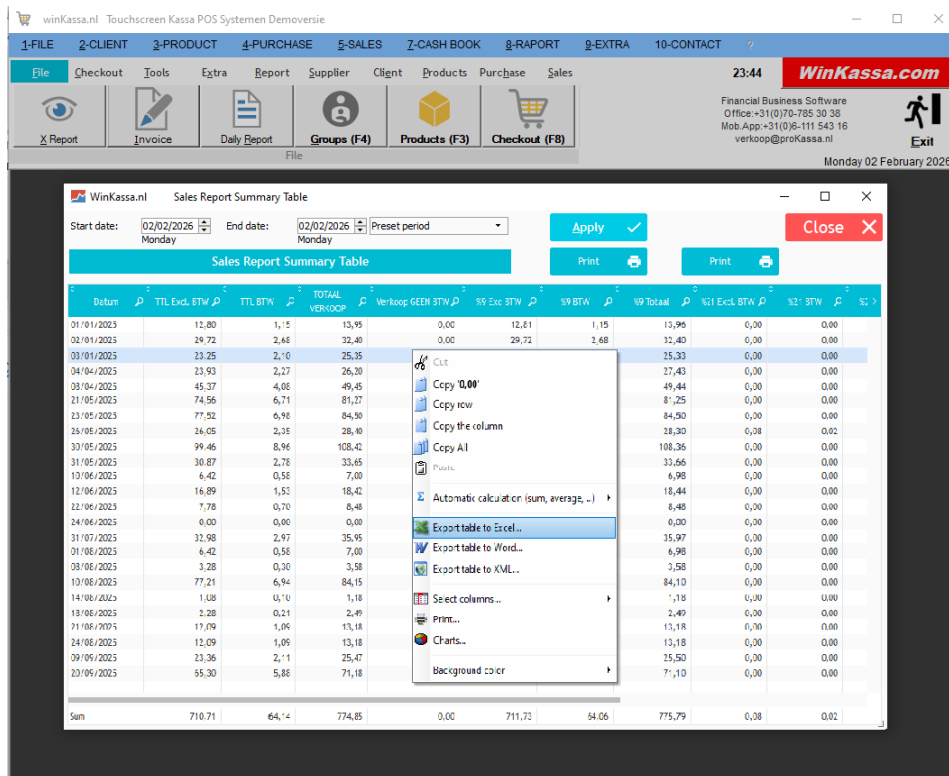 winKassa.nl Touchscreen Kassa POS Systemen Demoversie
1-FILE 2-CLIENT 3-PRODUCT 4-PURCHASE 5-SALES 7-CASH BOOK 8-RAPORT 9-EXTRA 10-CONTACT ?
File Checkout Tools Extra Report Supplier Client Products Purchase Sales 23:44 WinKassa.com
Financial Business Software
Office:+31(0)70-785 30 38
Mob.App:+31(0)6-111 543 16
verkoop@proKassa.nl
X Report Invoice Daily Report Groups (F4) Products (F3) Checkout (F8) Exit
File
Monday 02 February 2026
WinKassa.nl Sales Report Summary Table
Start date: 02/02/2026 End date: 02/02/2026 Preset period Apply Close
Monday Monday
Sales Report Summary Table Print Print
Datum TTL Excl. BTW TTL BTW TOTAAL VERKOOP Verkoop GEEN BTW %9 Exc BTW %9 BTW %9 Totaal %21 Excl. BTW %21 BTW
01/01/2025 12,80 1,15 13,95 0,00 12,81 1,15 13,96 0,00 0,00
02/01/2025 29,72 2,68 32,40 0,00 29,72 2,68 32,40 0,00 0,00
03/01/2025 23,25 2,10 25,35 25,33 0,00 0,00
04/04/2025 23,93 2,27 26,20 27,43 0,00 0,00
08/04/2025 45,37 4,08 49,45 49,44 0,00 0,00
21/05/2025 74,56 6,71 81,27 81,25 0,00 0,00
23/05/2025 77,52 6,98 84,50 84,50 0,00 0,00
26,05 2,35 28,40 28,30 0,08 0,02
30/05/2025 99,46 8,96 108,42 108,36 0,00 0,00
31/05/2025 30,87 2,78 33,65 33,66 0,00 0,00
10/06/2025 6,42 0,58 7,00 6,98 0,00 0,00
12/06/2025 16,89 1,53 18,42 18,44 0,00 0,00
22/06/2025 7,78 0,70 8,48 8,48 0,00 0,00
24/06/2025 0,00 0,00 0,00 0,00 0,00 0,00
31/07/2025 32,98 2,97 35,95 35,97 0,00 0,00
01/08/2025 6,42 0,58 7,00 6,98 0,00 0,00
08/08/2025 3,28 0,30 3,58 3,58 0,00 0,00
10/08/2025 77,21 6,94 84,15 84,10 0,00 0,00
14/08/2025 1,08 0,10 1,18 1,18 0,00 0,00
18/08/2025 2,28 0,21 2,49 2,49 0,00 0,00
21/08/2025 12,09 1,09 13,18 13,18 0,00 0,00
24/08/2025 12,09 1,09 13,18 13,18 0,00 0,00
09/09/2025 23,36 2,11 25,47 25,50 0,00 0,00
20/09/2025 65,30 5,88 71,18 71,10 0,00 0,00
Sum 710,71 64,14 774,85 0,00 711,73 64,06 775,79 0,08 0,02
Cut
Copy '0,00'
Copy row
Copy the column
Copy All
Paste
Automatic calculation (sum, average, ..)
Export table to Excel...
Export table to Word...
Export table to XML...
Select columns...
Print...
Charts...
Background color